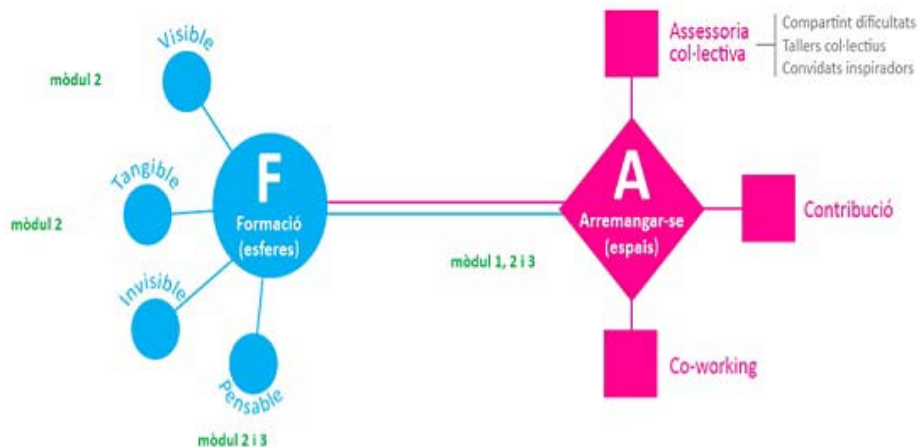 Visible
mòdul 2
Tangible
mòdul 2
Invisible
Pensable
mòdul 2 i 3
F
Formació
(esferes)
mòdul 1, 2 i 3
A
Arremangar-se
(espais)
Assessoria
col·lectiva
Compartint dificultats
Tallers col·lectius
Convidats inspiradors
Contribució
Co-working